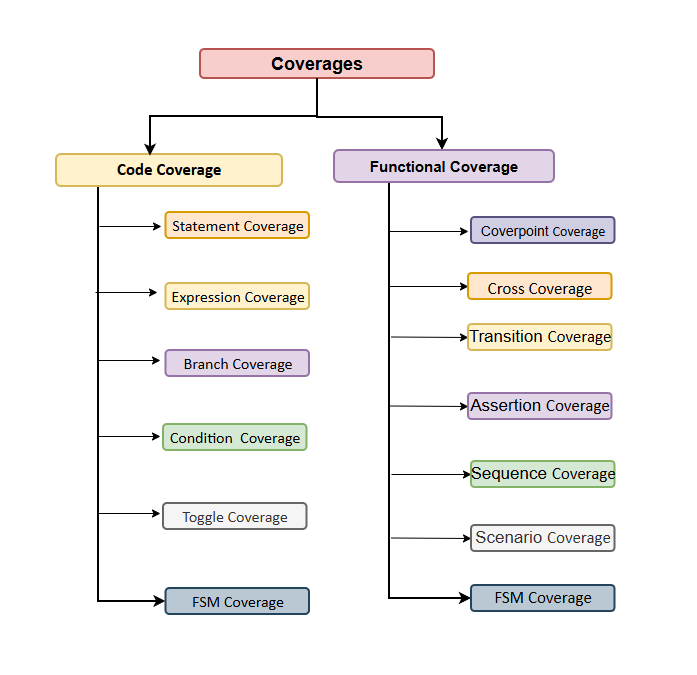 Coverages
Code Coverage
Functional Coverage
Statement Coverage
Expression Coverage
Branch Coverage
Condition  Coverage
Toggle Coverage
FSM Coverage
Coverpoint Coverage
Cross Coverage
Transition Coverage
Assertion Coverage
Sequence Coverage
Scenario Coverage
FSM Coverage